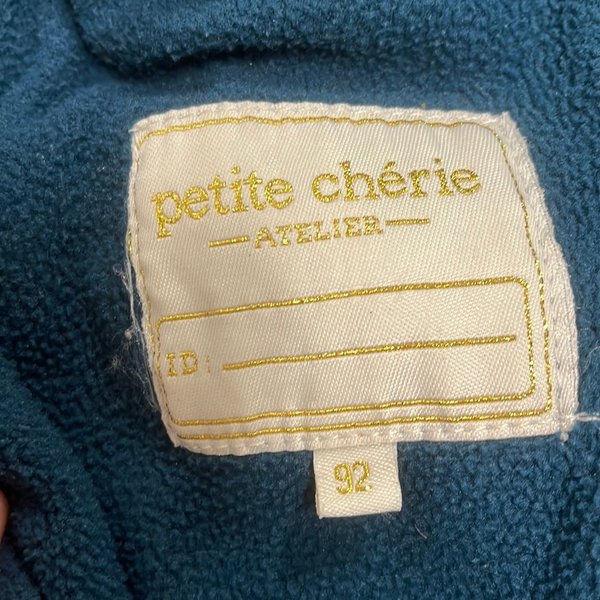 petite chérie
ATELIER
ID:
92